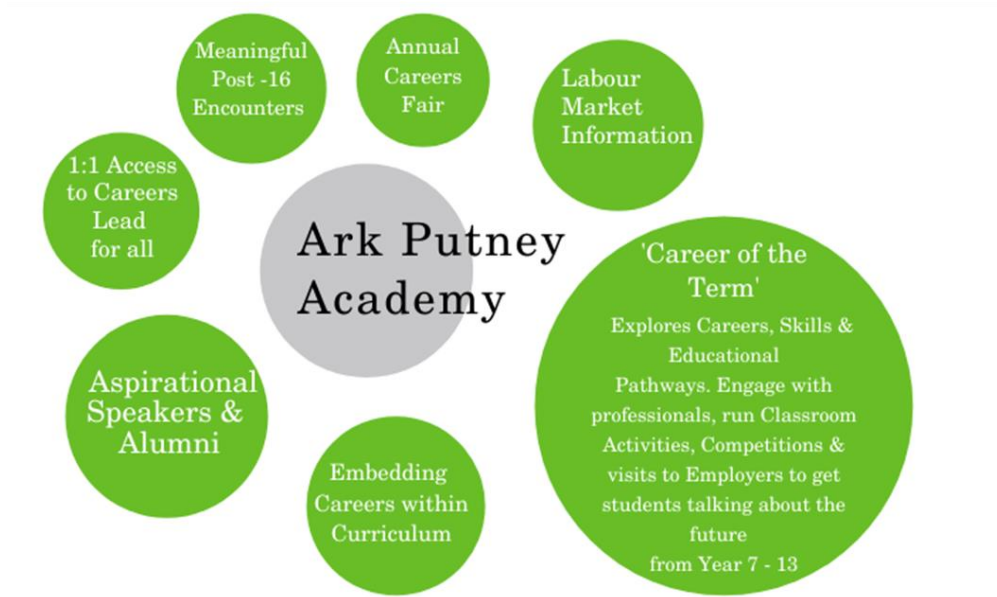 Meaningful
Post -16
Encounters
Annual
Careers
Fair
Labour
Market
Information
1:1 Access
to Careers
Lead
for all
Ark Putney
Academy
'Career of the
Term'
Explores Careers, Skills &
Educational
Pathways. Engage with
professionals, run Classroom
Activities, Competitions &
visits to Employers to get
students talking about the
future
from Year 7 - 13
Aspirational
Speakers &
Alumni
Embedding
Careers within
Curriculum